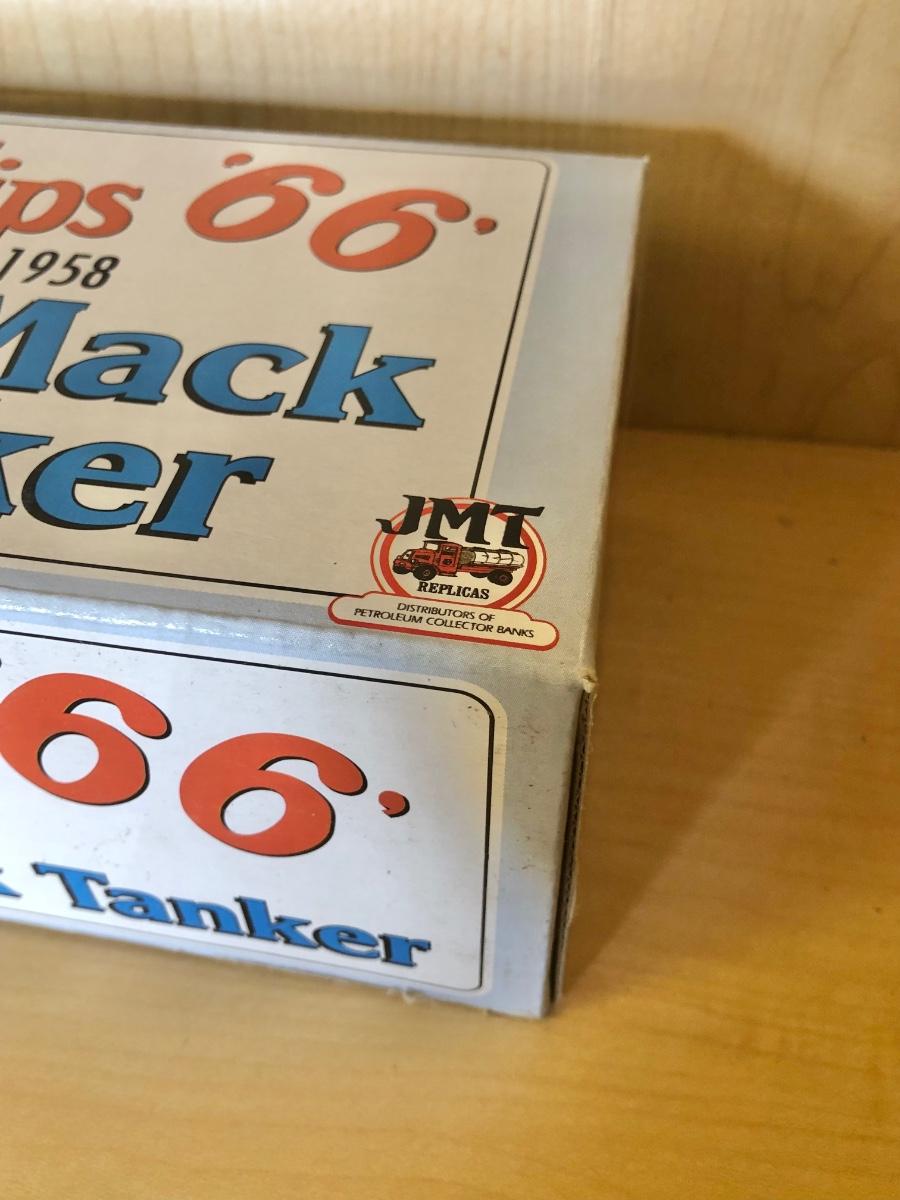 ips '66'
1958
Mack
ker
JMT
REPLICAS
DISTRIBUTORS OF
PETROLEUM COLLECTOR BANKS
66'
k Tanker